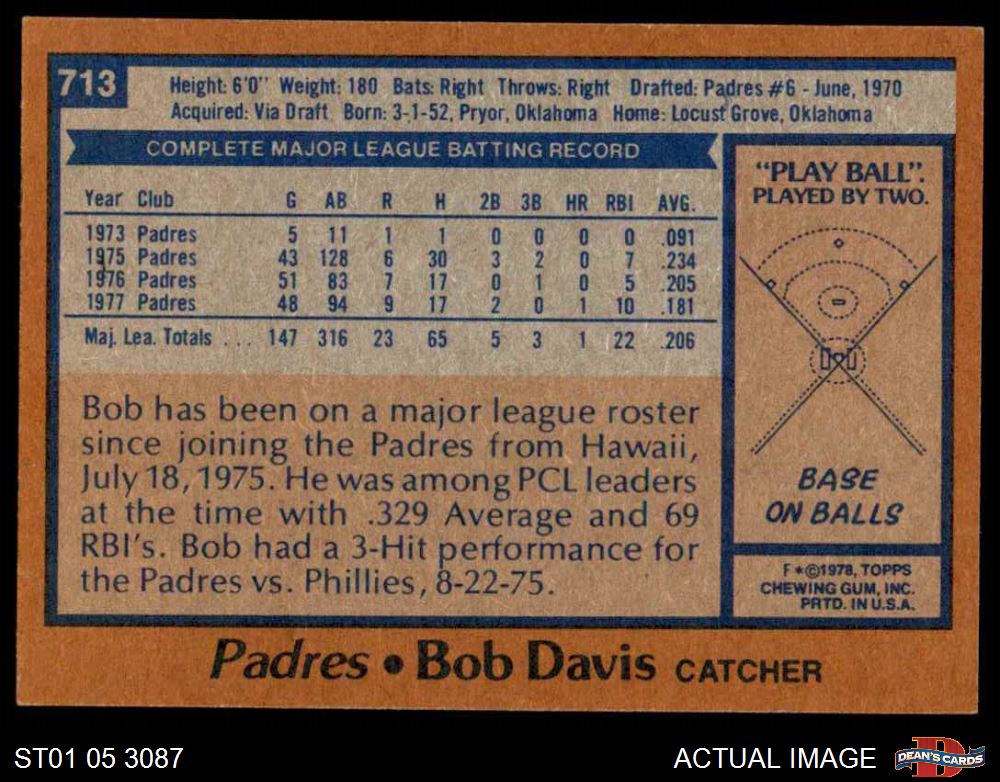 713
Height: 6'0" Weight: 180 Bats: Right Throws: Right Drafted: Padres #6 - June, 1970
Acquired: Via Draft Born: 3-1-52, Pryor, Oklahoma Home: Locust Grove, Oklahoma
COMPLETE MAJOR LEAGUE BATTING RECORD
Year Club G AB R H 2B 3B HR RBI AVG.
1973 Padres 5 11 1 1 0 0 0 0 .091
1975 Padres 43 128 6 30 3 2 0 7 .234
1976 Padres 51 83 7 17 0 1 0 5 .205
1977 Padres 48 94 9 17 2 0 1 10 .181
Maj. Lea. Totals . . . 147 316 23 65 5 3 1 22 .206
Bob has been on a major league roster
since joining the Padres from Hawaii,
July 18, 1975. He was among PCL leaders
at the time with .329 Average and 69
RBI's. Bob had a 3-Hit performance for
the Padres vs. Phillies, 8-22-75.
"PLAY BALL".
PLAYED BY TWO.
BASE
ON BALLS
F *©1978, TOPPS
CHEWING GUM, INC.
PRTD. IN U.S.A.
Padres • Bob Davis CATCHER
ST01 05 3087
ACTUAL IMAGE
D
DEAN'S CARDS